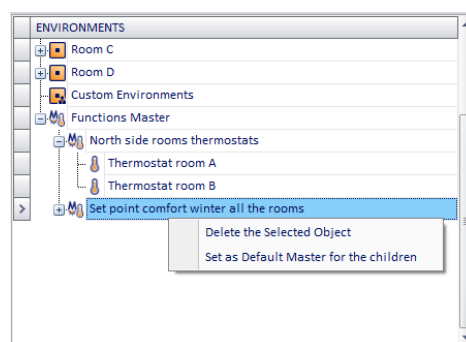 ENVIRONMENTS
Room C
Room D
Custom Environments
Functions Master
North side rooms thermostats
Thermostat room A
Thermostat room B
Set point comfort winter all the rooms
Delete the Selected Object
Set as Default Master for the children